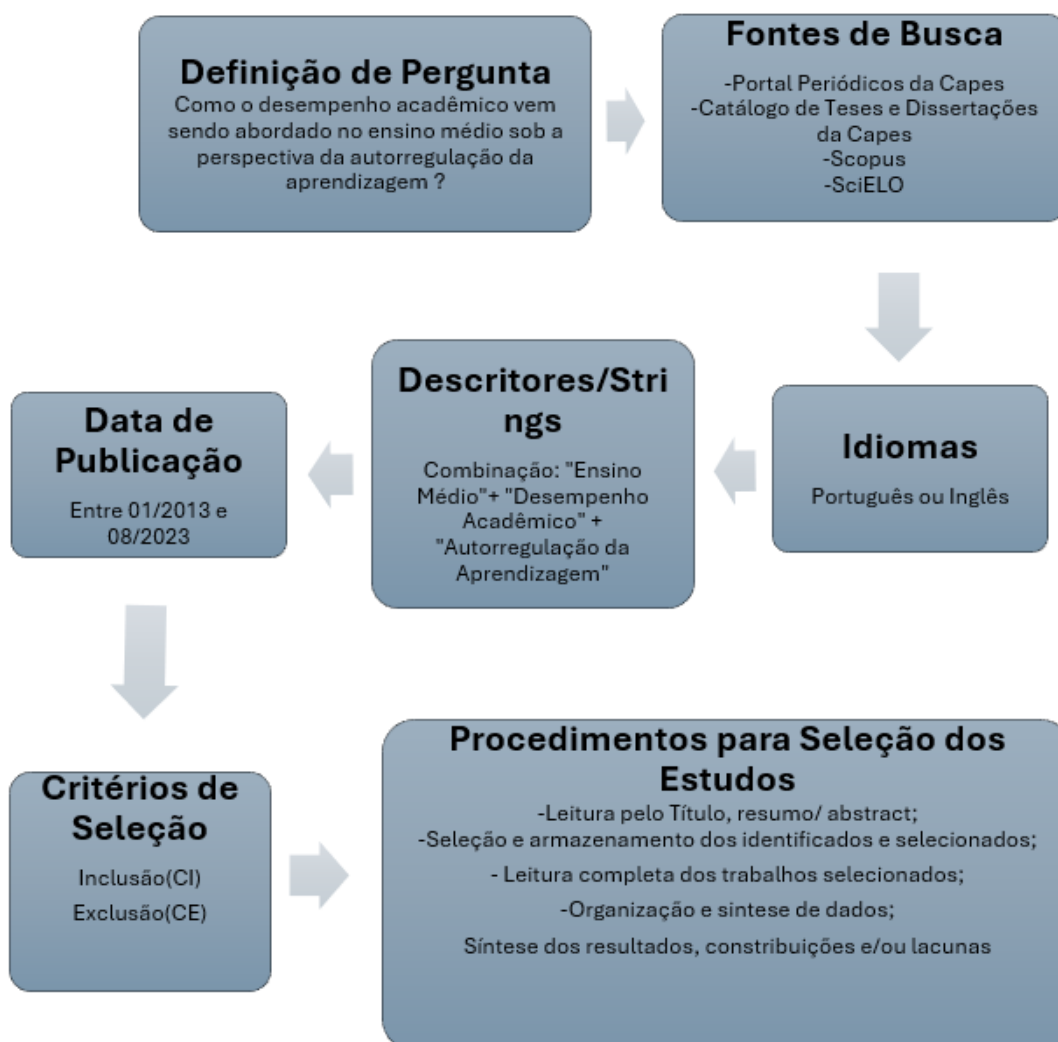 Definição de Pergunta
Como o desempenho acadêmico vem
sendo abordado no ensino médio sob a
perspectiva da autorregulação da
aprendizagem ?
Fontes de Busca
-Portal Periódicos da Capes
-Catálogo de Teses e Dissertações
da Capes
-Scopus
-SciELO
Idiomas
Português ou Inglês
Descritores/Stri
ngs
Combinação: "Ensino
Médio"+ "Desempenho
Acadêmico" +
"Autorregulação da
Aprendizagem"
Data de
Publicação
Entre 01/2013 e
08/2023
Critérios de
Seleção
Inclusão(CI)
Exclusão(CE)
Procedimentos para Seleção dos
Estudos
-Leitura pelo Título, resumo/ abstract;
-Seleção e armazenamento dos identificados e selecionados;
- Leitura completa dos trabalhos selecionados;
-Organização e sintese de dados;
Síntese dos resultados, constribuições e/ou lacunas